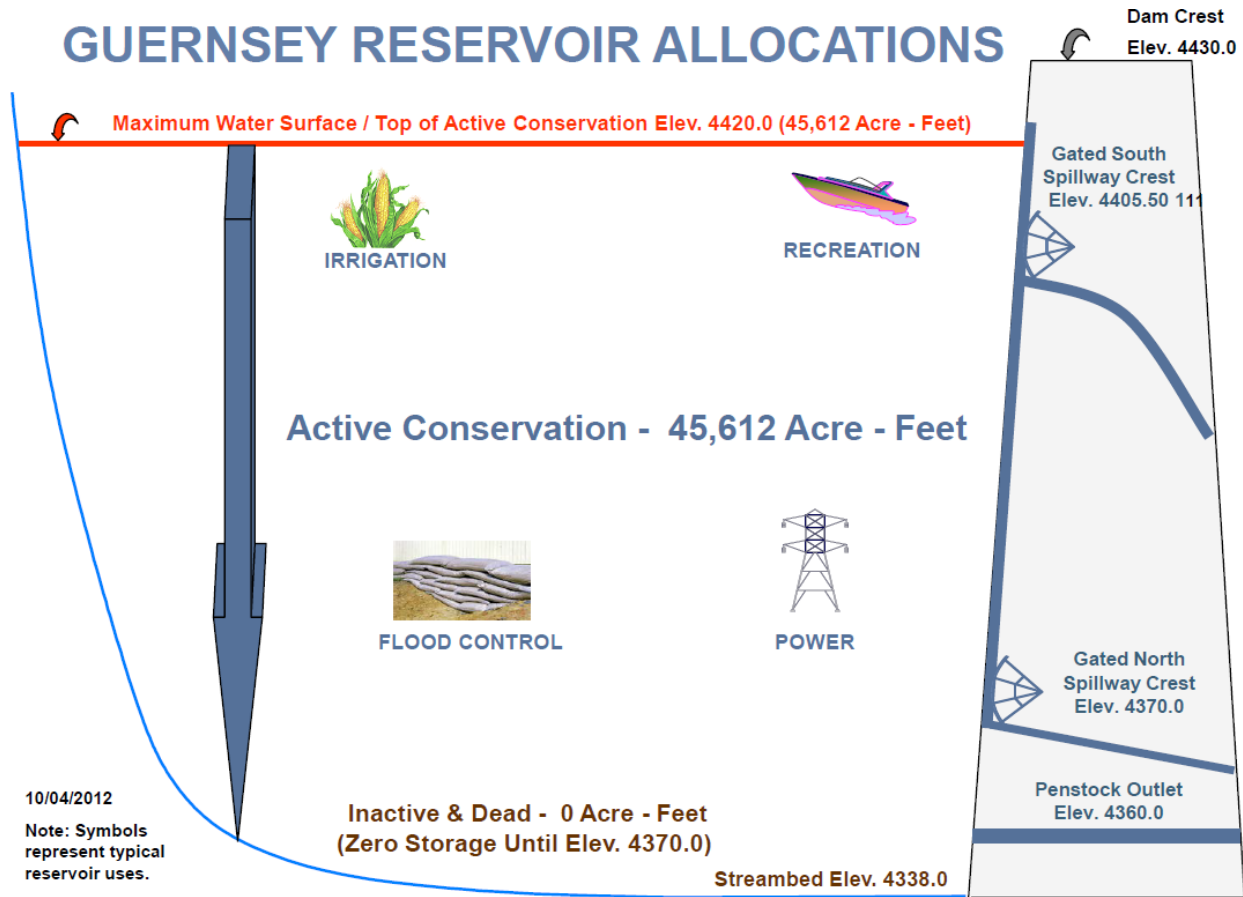 GUERNSEY RESERVOIR ALLOCATIONS
Dam Crest
Elev. 4430.0
Maximum Water Surface / Top of Active Conservation Elev. 4420.0 (45,612 Acre - Feet)
Gated South
Spillway Crest
Elev. 4405.50 111
IRRIGATION
RECREATION
Active Conservation - 45,612 Acre - Feet
FLOOD CONTROL
POWER
Gated North
Spillway Crest
Elev. 4370.0
Penstock Outlet
Elev. 4360.0
10/04/2012
Note: Symbols
represent typical
reservoir uses.
Inactive & Dead - 0 Acre - Feet
(Zero Storage Until Elev. 4370.0)
Streambed Elev. 4338.0